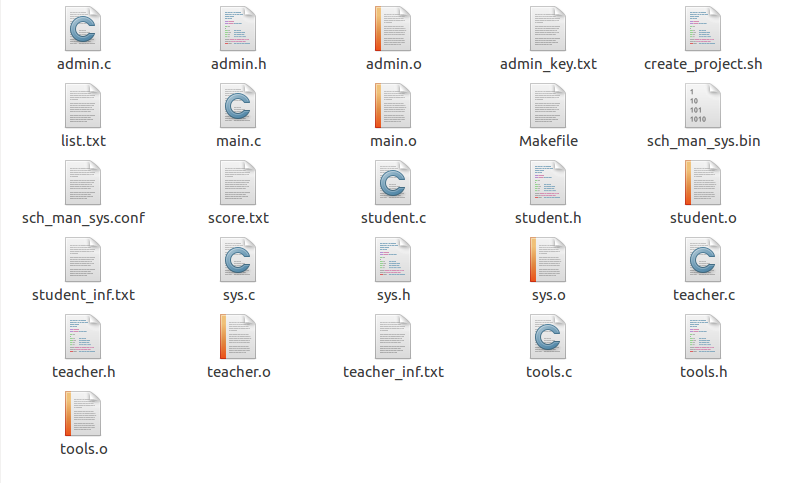 admin.c admin.h admin.o admin_key.txt create_project.sh
1
10
101
1010
list.txt main.c main.o Makefile sch_man_sys.bin
sch_man_sys.conf score.txt student.c student.h student.o
student_inf.txt sys.c sys.h sys.o teacher.c
teacher.h teacher.o teacher_inf.txt tools.c tools.h
tools.o